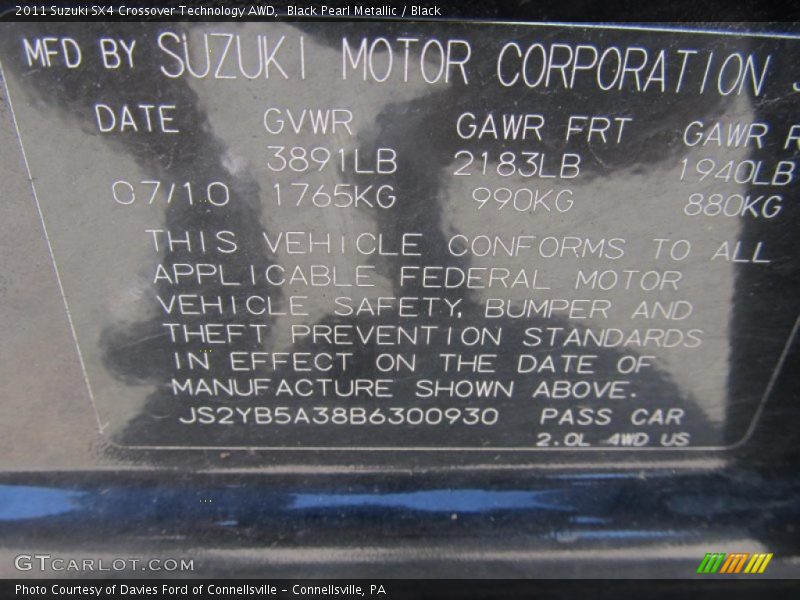 2011 Suzuki SX4 Crossover Technology AWD, Black Pearl Metallic / Black
MFD BY SUZUKI MOTOR CORPORATION
DATE GVWR GAWR FRT GAWR R
3891LB 2183LB 1940LB
07/10 1765KG 990KG 880KG
THIS VEHICLE CONFORMS TO ALL
APPLICABLE FEDERAL MOTOR
VEHICLE SAFETY, BUMPER AND
THEFT PREVENTION STANDARDS
IN EFFECT ON THE DATE OF
MANUFACTURE SHOWN ABOVE.
JS2YB5A38B6300930 PASS CAR
2.0L 4WD US
GTCARLOT.COM
Photo Courtesy of Davies Ford of Connellsville - Connellsville, PA